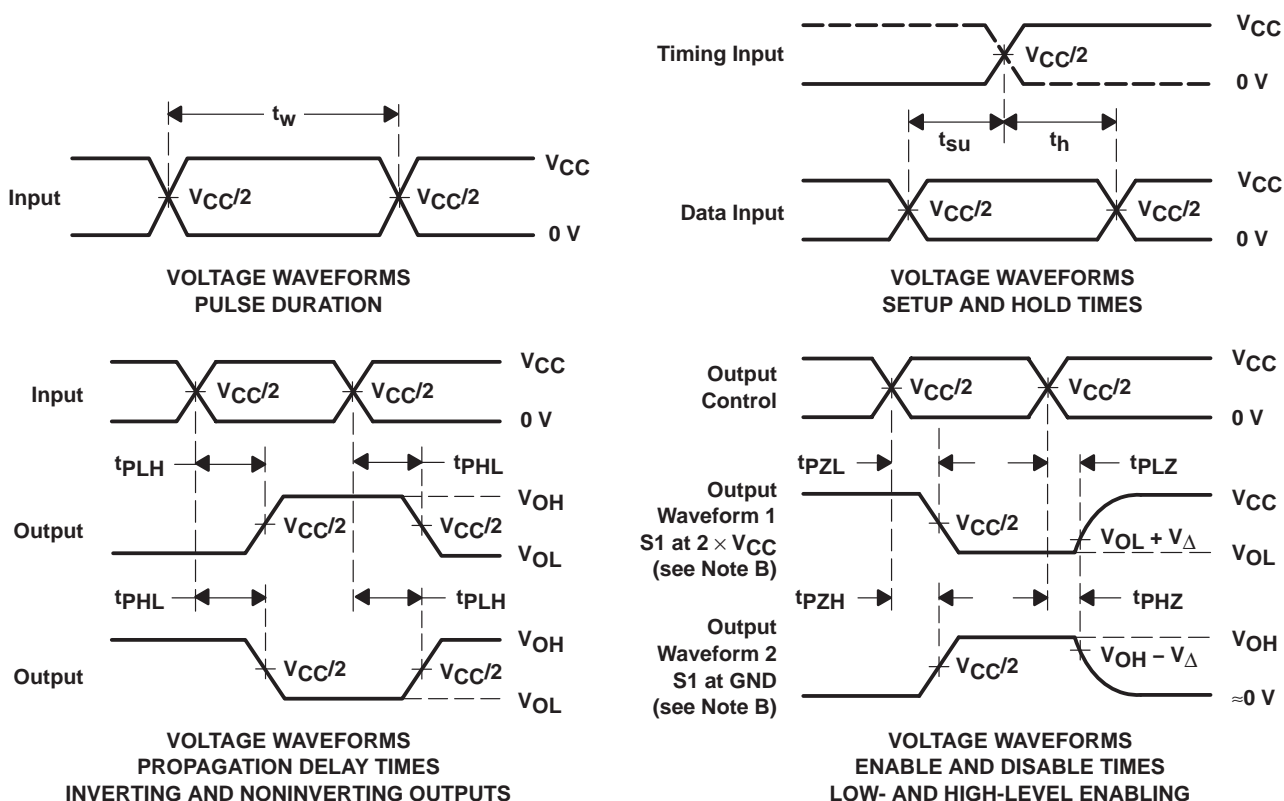 Input
tw
VCC/2
VCC/2
VCC
0 V
VOLTAGE WAVEFORMS
PULSE DURATION
Timing Input
VCC/2
VCC
0 V
tsu
th
Data Input
VCC/2
VCC/2
VCC
0 V
VOLTAGE WAVEFORMS
SETUP AND HOLD TIMES
Input
VCC/2
VCC/2
VCC
0 V
tPLH
tPHL
Output
VCC/2
VCC/2
VOH
VOL
tPHL
tPLH
Output
VCC/2
VCC/2
VOH
VOL
VOLTAGE WAVEFORMS
PROPAGATION DELAY TIMES
INVERTING AND NONINVERTING OUTPUTS
Output
Control
VCC/2
VCC/2
VCC
0 V
tPZL
tPLZ
Output
Waveform 1
S1 at 2 × VCC
(see Note B)
VCC/2
VOL + VΔ
VCC
VOL
tPZH
tPHZ
Output
Waveform 2
S1 at GND
(see Note B)
VCC/2
VOH – VΔ
VOH
≈0 V
VOLTAGE WAVEFORMS
ENABLE AND DISABLE TIMES
LOW- AND HIGH-LEVEL ENABLING